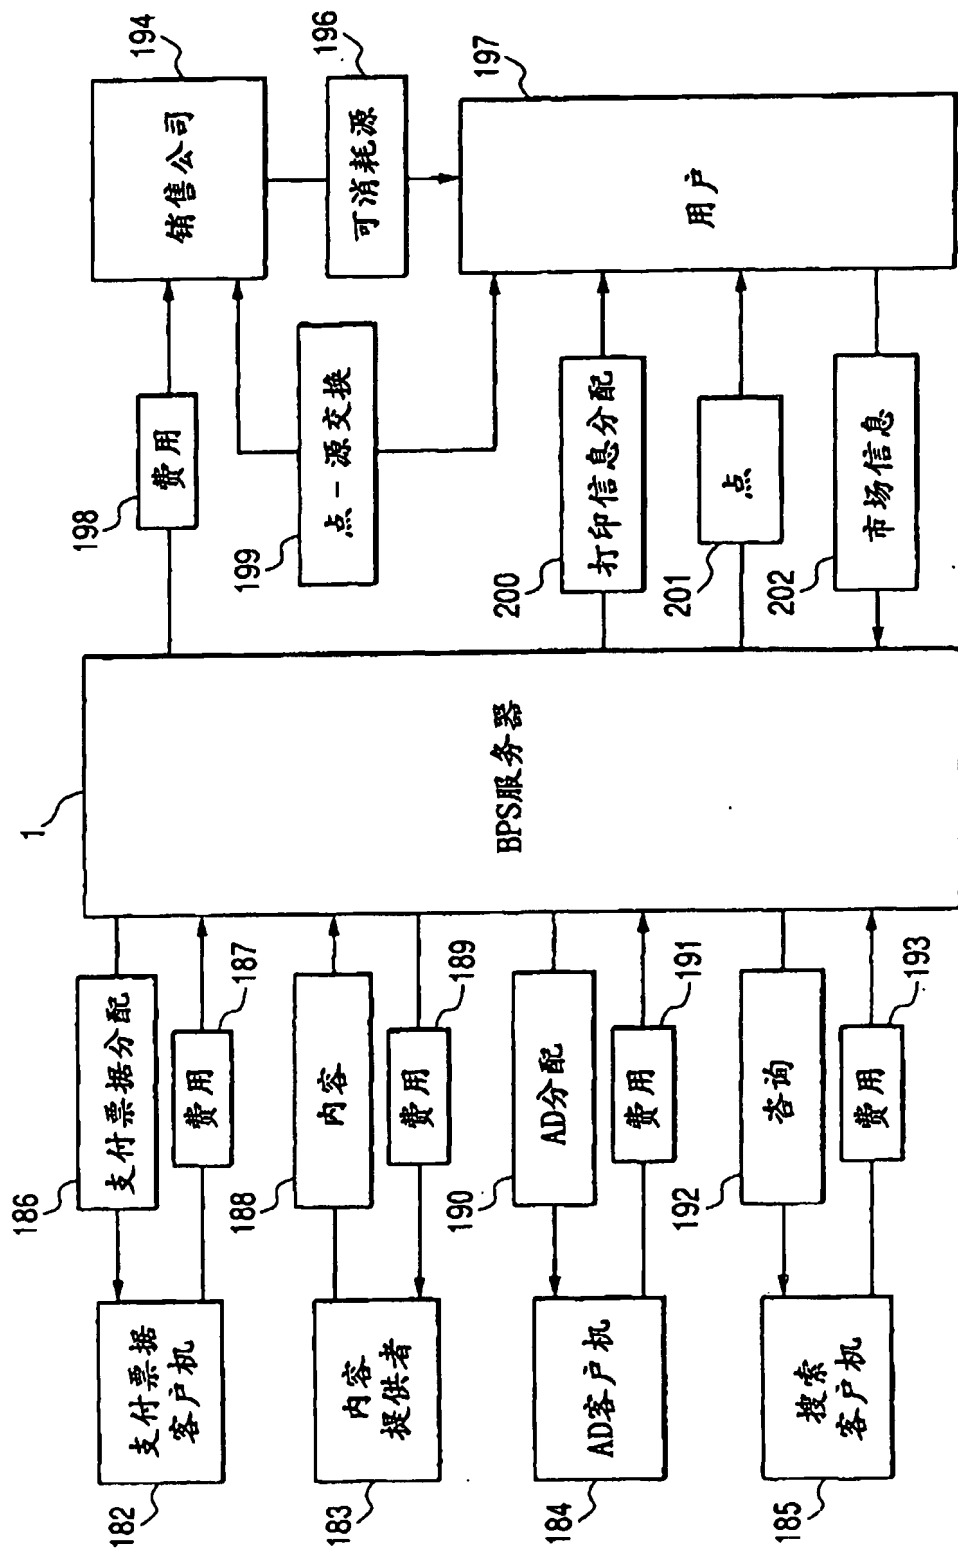 182
支付票据
客户机
186
支付票据分配
费用
187
183
内容
提供者
188
内容
费用
189
184
AD客户机
190
AD分配
费用
191
185
搜索
客户机
192
咨询
费用
193
1
BPS服务器
198
费用
199
点－源交换
200
打印信息分配
201
点
202
市场信息
194
销售公司
196
可消耗源
197
用户